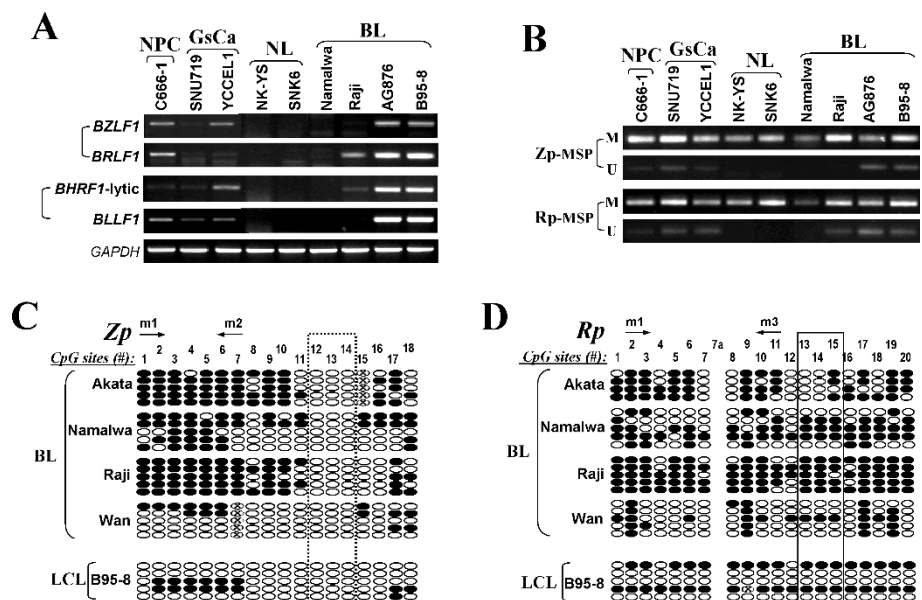 A
NPC GsCa NL BL
C666-1 SNU719 YCCEL1 NK-YS SNK6 Namalwa Raji AG876 B95-8
BZLF1
BRLF1
BHRF1-lytic
BLLF1
GAPDH
B
NPC GsCa NL BL
C666-1 SNU719 YCCEL1 NK-YS SNK6 Namalwa Raji AG876 B95-8
Zp-MSP M
U
Rp-MSP M
U
C
Zp m1 m2
CpG sites (#): 1 2 3 4 5 6 7 8 9 10 11 12 13 14 15 16 17 18
BL
Akata
Namalwa
Raji
Wan
LCL B95-8
D
Rp m1 m3
CpG sites (#): 1 2 3 4 5 6 7 7a 8 9 10 11 12 13 14 15 16 17 18 19 20
BL
Akata
Namalwa
Raji
Wan
LCL B95-8